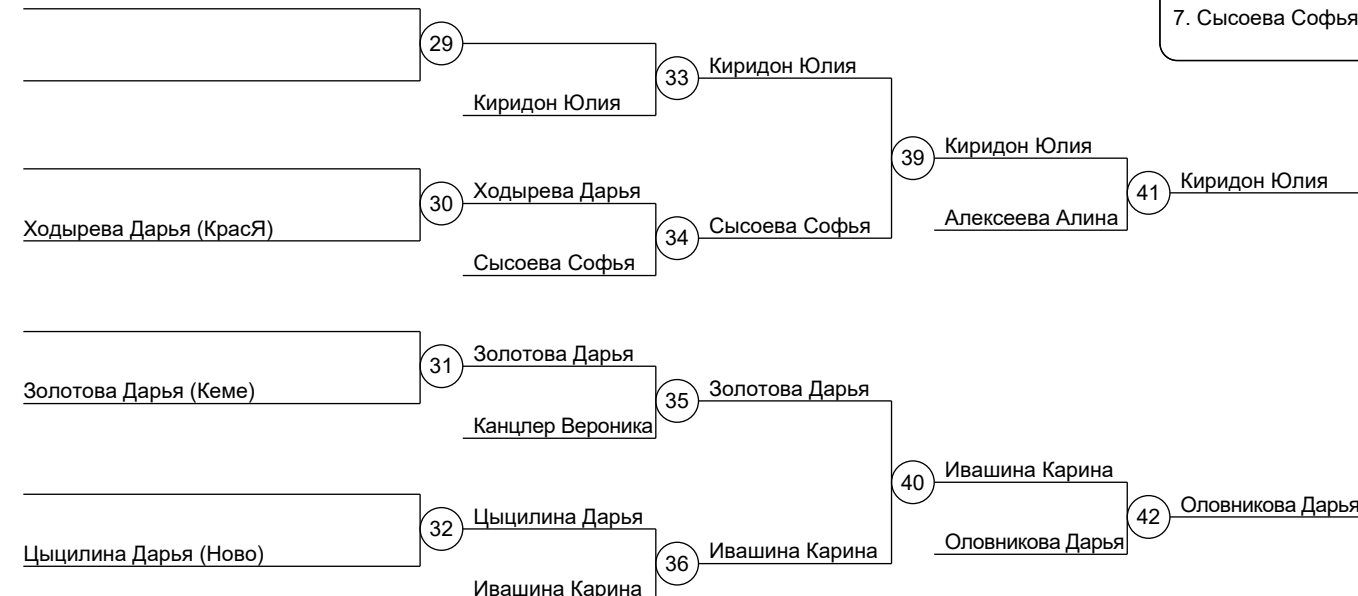 7. Сысоева Софья
29
Киридон Юлия
33
Киридон Юлия
Ходырева Дарья (КрасЯ)
30
Ходырева Дарья
Сысоева Софья
34
Сысоева Софья
39
Киридон Юлия
Алексеева Алина
41
Киридон Юлия
Золотова Дарья (Кеме)
31
Золотова Дарья
Канцлер Вероника
35
Золотова Дарья
Цыцилина Дарья (Ново)
32
Цыцилина Дарья
Ивашина Карина
36
Ивашина Карина
40
Ивашина Карина
Оловникова Дарья
42
Оловникова Дарья